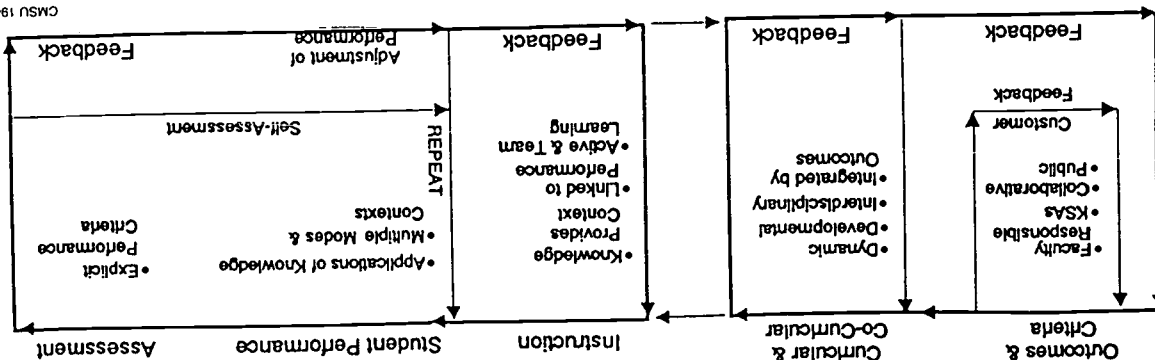 Outcomes &
Criteria
Curricular &
Co-Curricular
Instruction
Student Performance
Assessment
• Faculty
Responsible
• KSAs
• Collaborative
• Public
Customer
Feedback
Feedback
• Dynamic
• Developmental
• Interdisciplinary
• Integrated by
Outcomes
Feedback
• Knowledge
Provides
Context
• Linked to
Performance
• Active & Team
Learning
Feedback
REPEAT
• Applications of Knowledge
• Multiple Modes &
Contexts
Self-Assessment
Adjustment of
Performance
• Explicit
Performance
Criteria
Feedback
CMSU 19